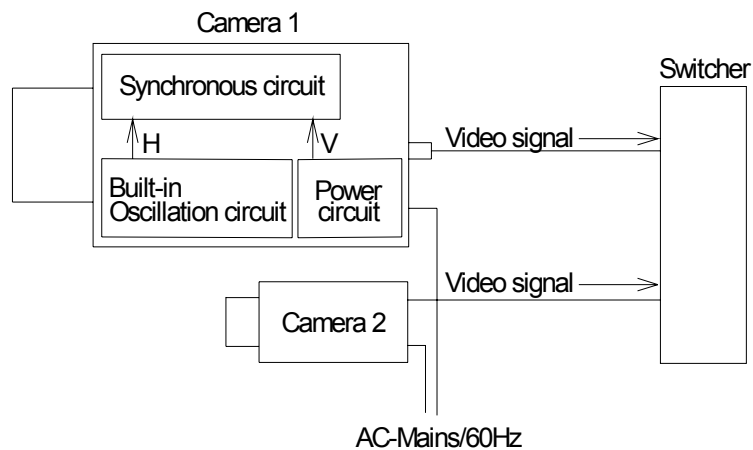 Camera 1
Synchronous circuit
Switcher
H
V
Video signal
Built-in
Oscillation circuit
Power
circuit
Video signal
Camera 2
AC-Mains/60Hz